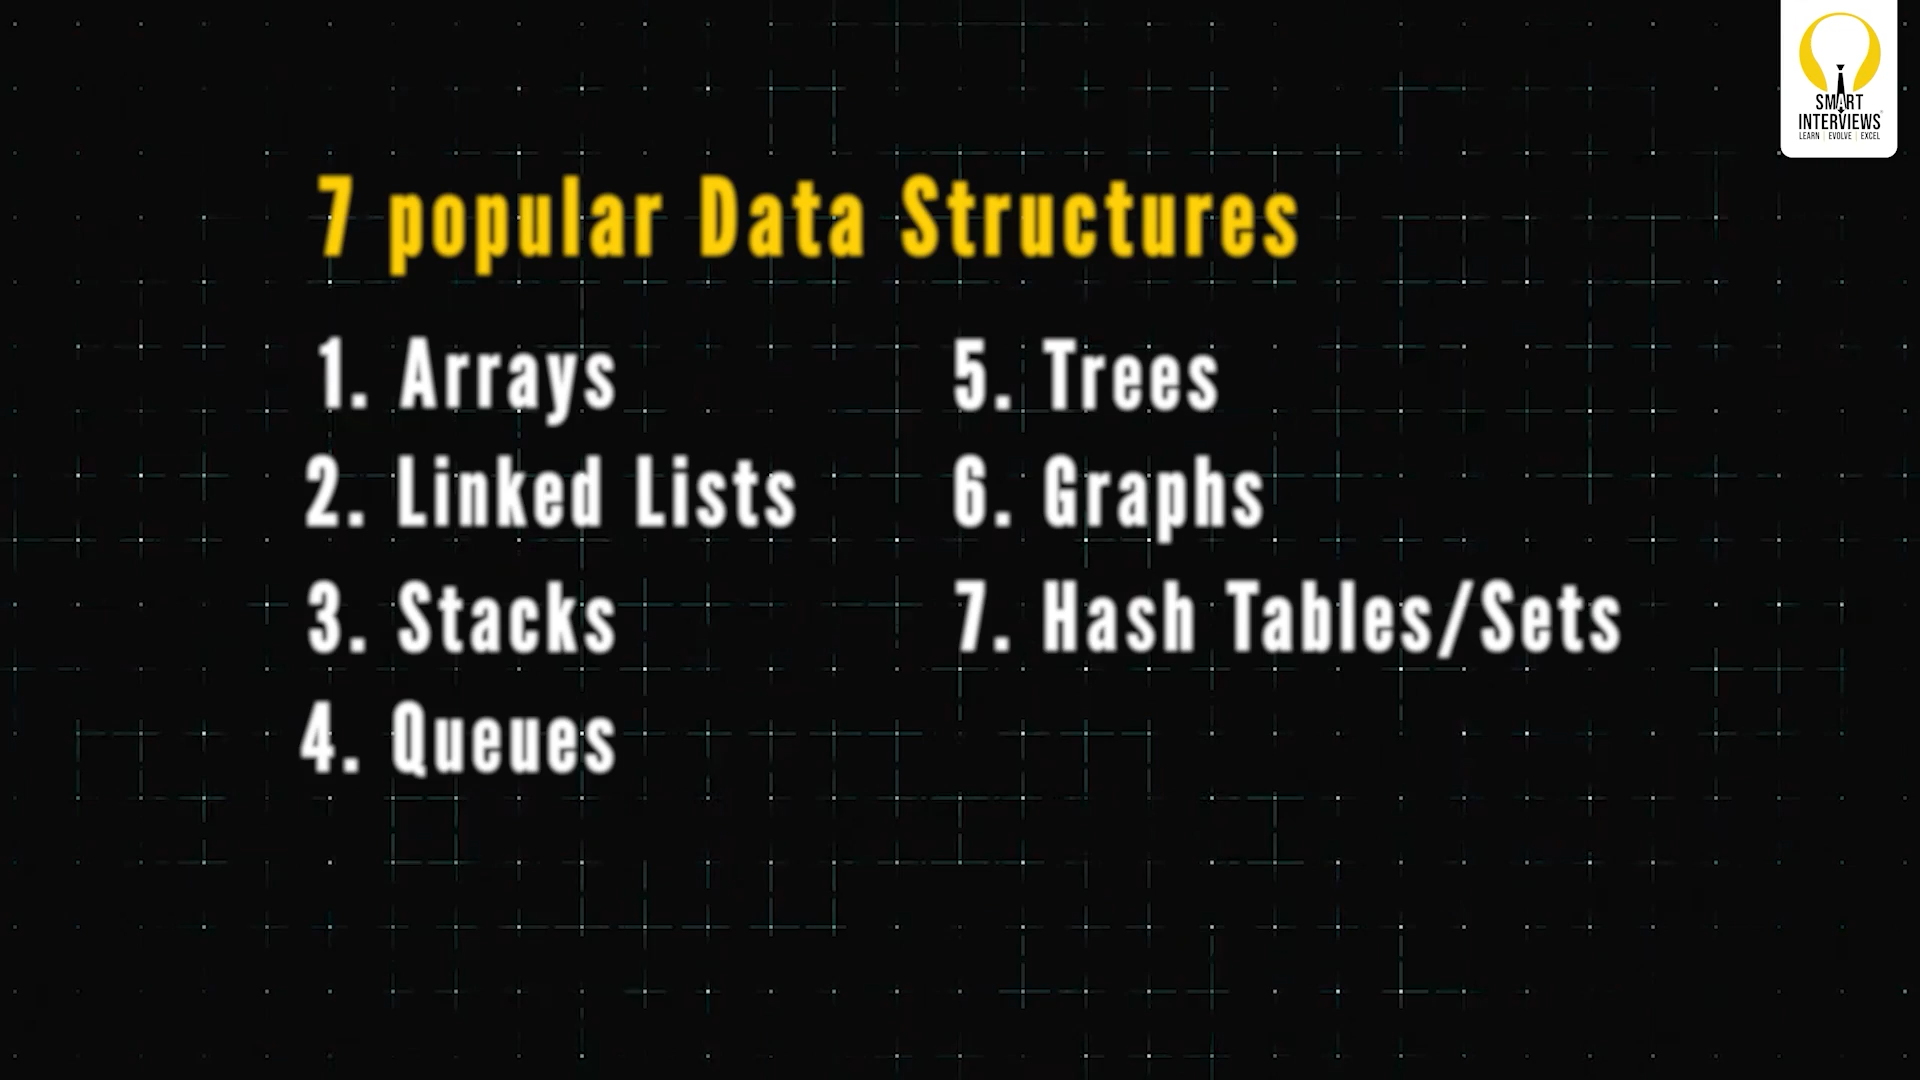 SMART
INTERVIEWS
LEARN | EVOLVE | EXCEL
7 popular Data Structures
1. Arrays
2. Linked Lists
3. Stacks
4. Queues
5. Trees
6. Graphs
7. Hash Tables/Sets